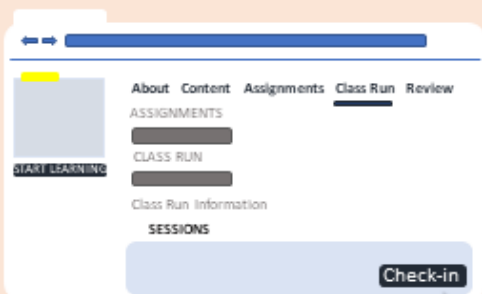 About Content Assignments Class Run Review
ASSIGNMENTS
START LEARNING
CLASS RUN
Class Run Information
SESSIONS
Check-in